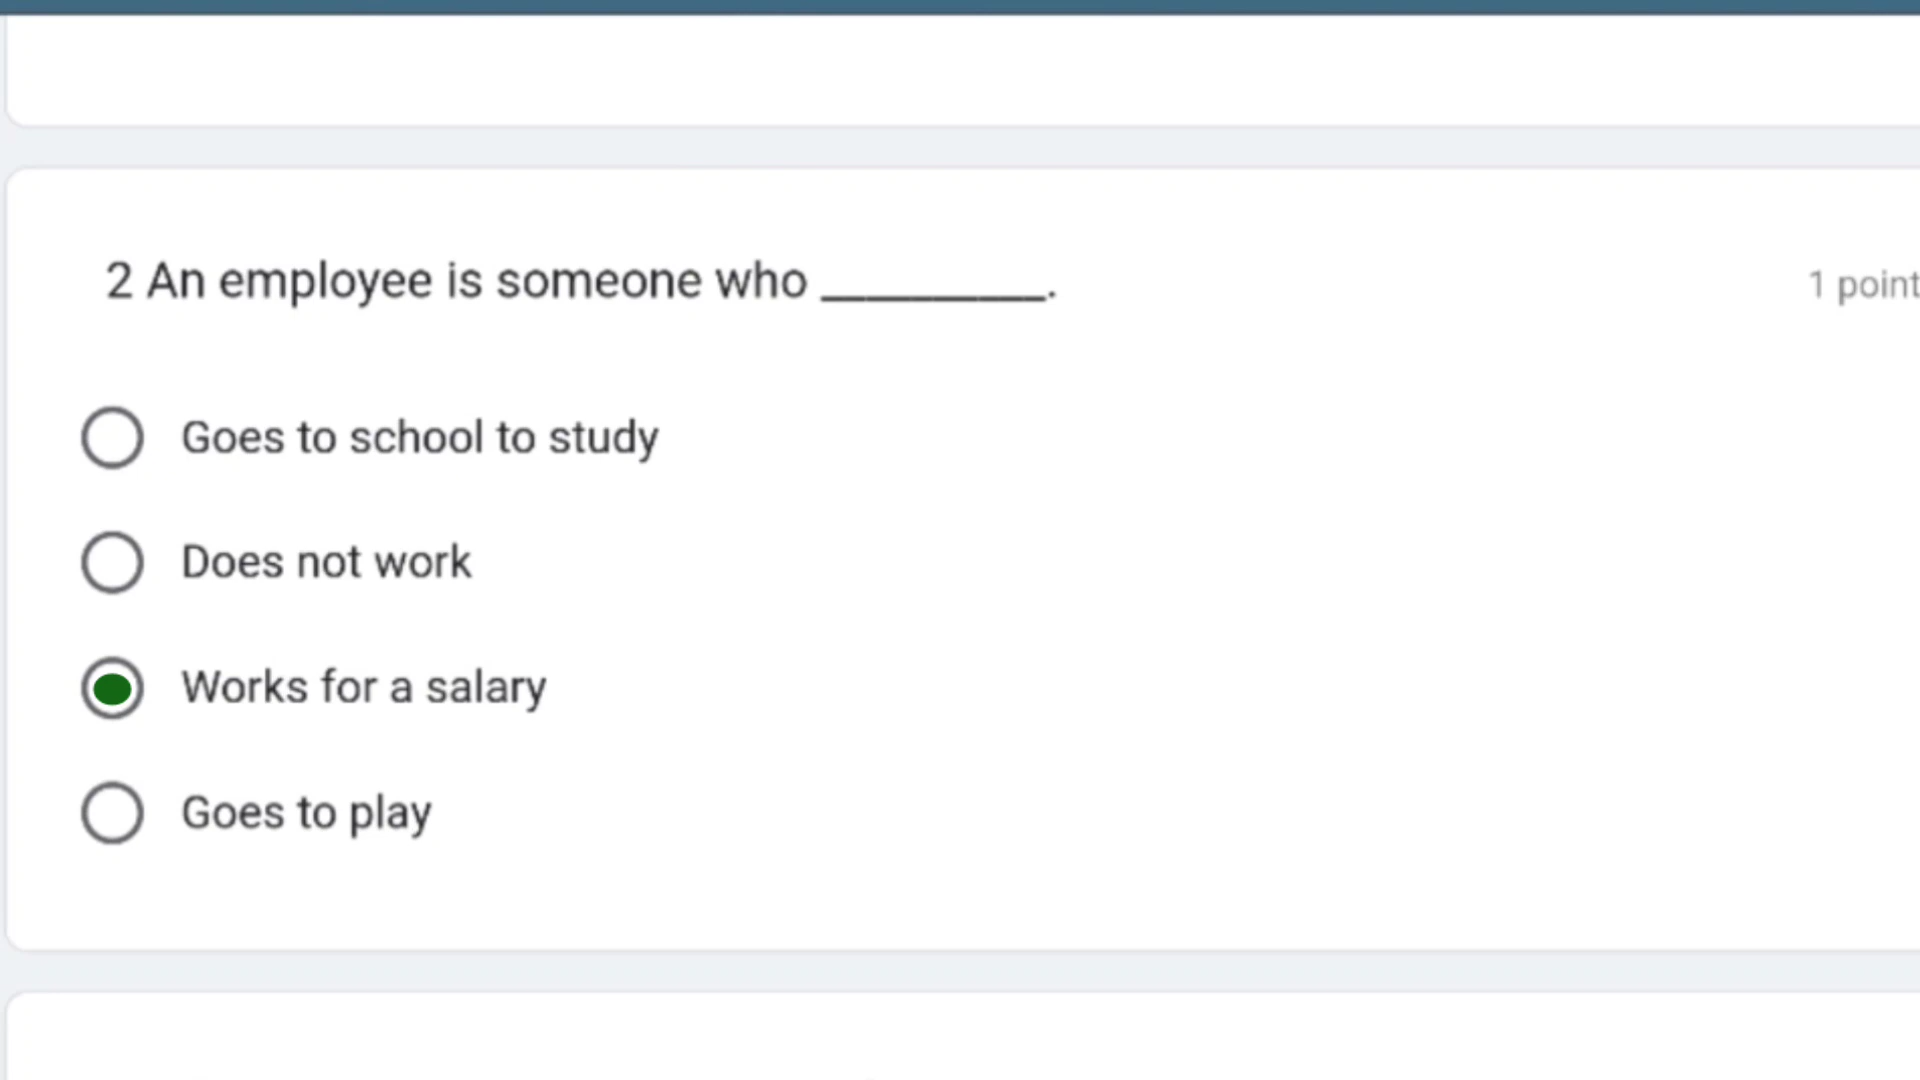 2 An employee is someone who __________.
1 point
Goes to school to study
Does not work
Works for a salary
Goes to play